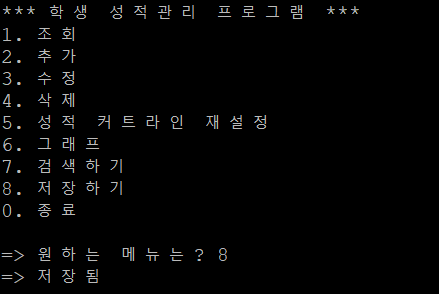 *** 학생 성적관리 프로그램 ***
1. 조회
2. 추가
3. 수정
4. 삭제
5. 성적 커트라인 재설정
6. 그래프
7. 검색하기
8. 저장하기
0. 종료
=> 원하는 메뉴는? 8
=> 저장됨